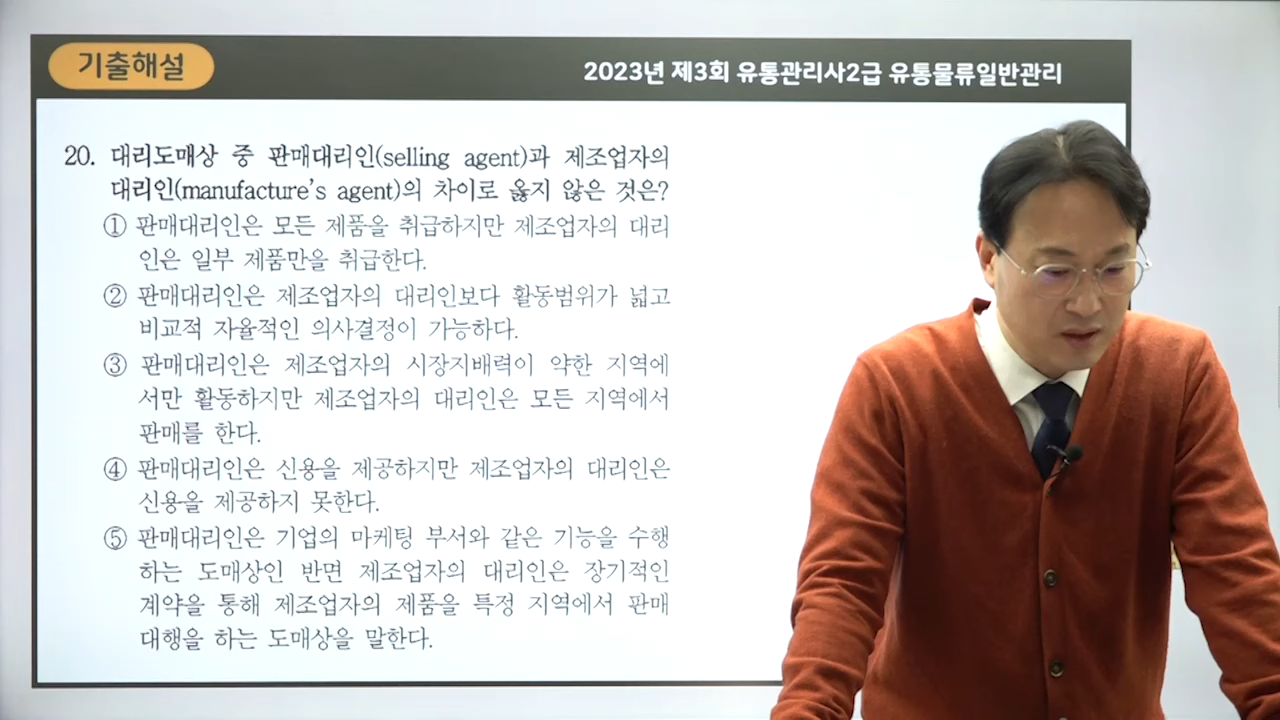 기출해설
2023년 제3회 유통관리사2급 유통물류일반관리
20. 대리도매상 중 판매대리인(selling agent)과 제조업자의
대리인(manufacture's agent)의 차이로 옳지 않은 것은?
① 판매대리인은 모든 제품을 취급하지만 제조업자의 대리
인은 일부 제품만을 취급한다.
② 판매대리인은 제조업자의 대리인보다 활동범위가 넓고
비교적 자율적인 의사결정이 가능하다.
③ 판매대리인은 제조업자의 시장지배력이 약한 지역에
서만 활동하지만 제조업자의 대리인은 모든 지역에서
판매를 한다.
④ 판매대리인은 신용을 제공하지만 제조업자의 대리인은
신용을 제공하지 못한다.
⑤ 판매대리인은 기업의 마케팅 부서와 같은 기능을 수행
하는 도매상인 반면 제조업자의 대리인은 장기적인
계약을 통해 제조업자의 제품을 특정 지역에서 판매
대행을 하는 도매상을 말한다.